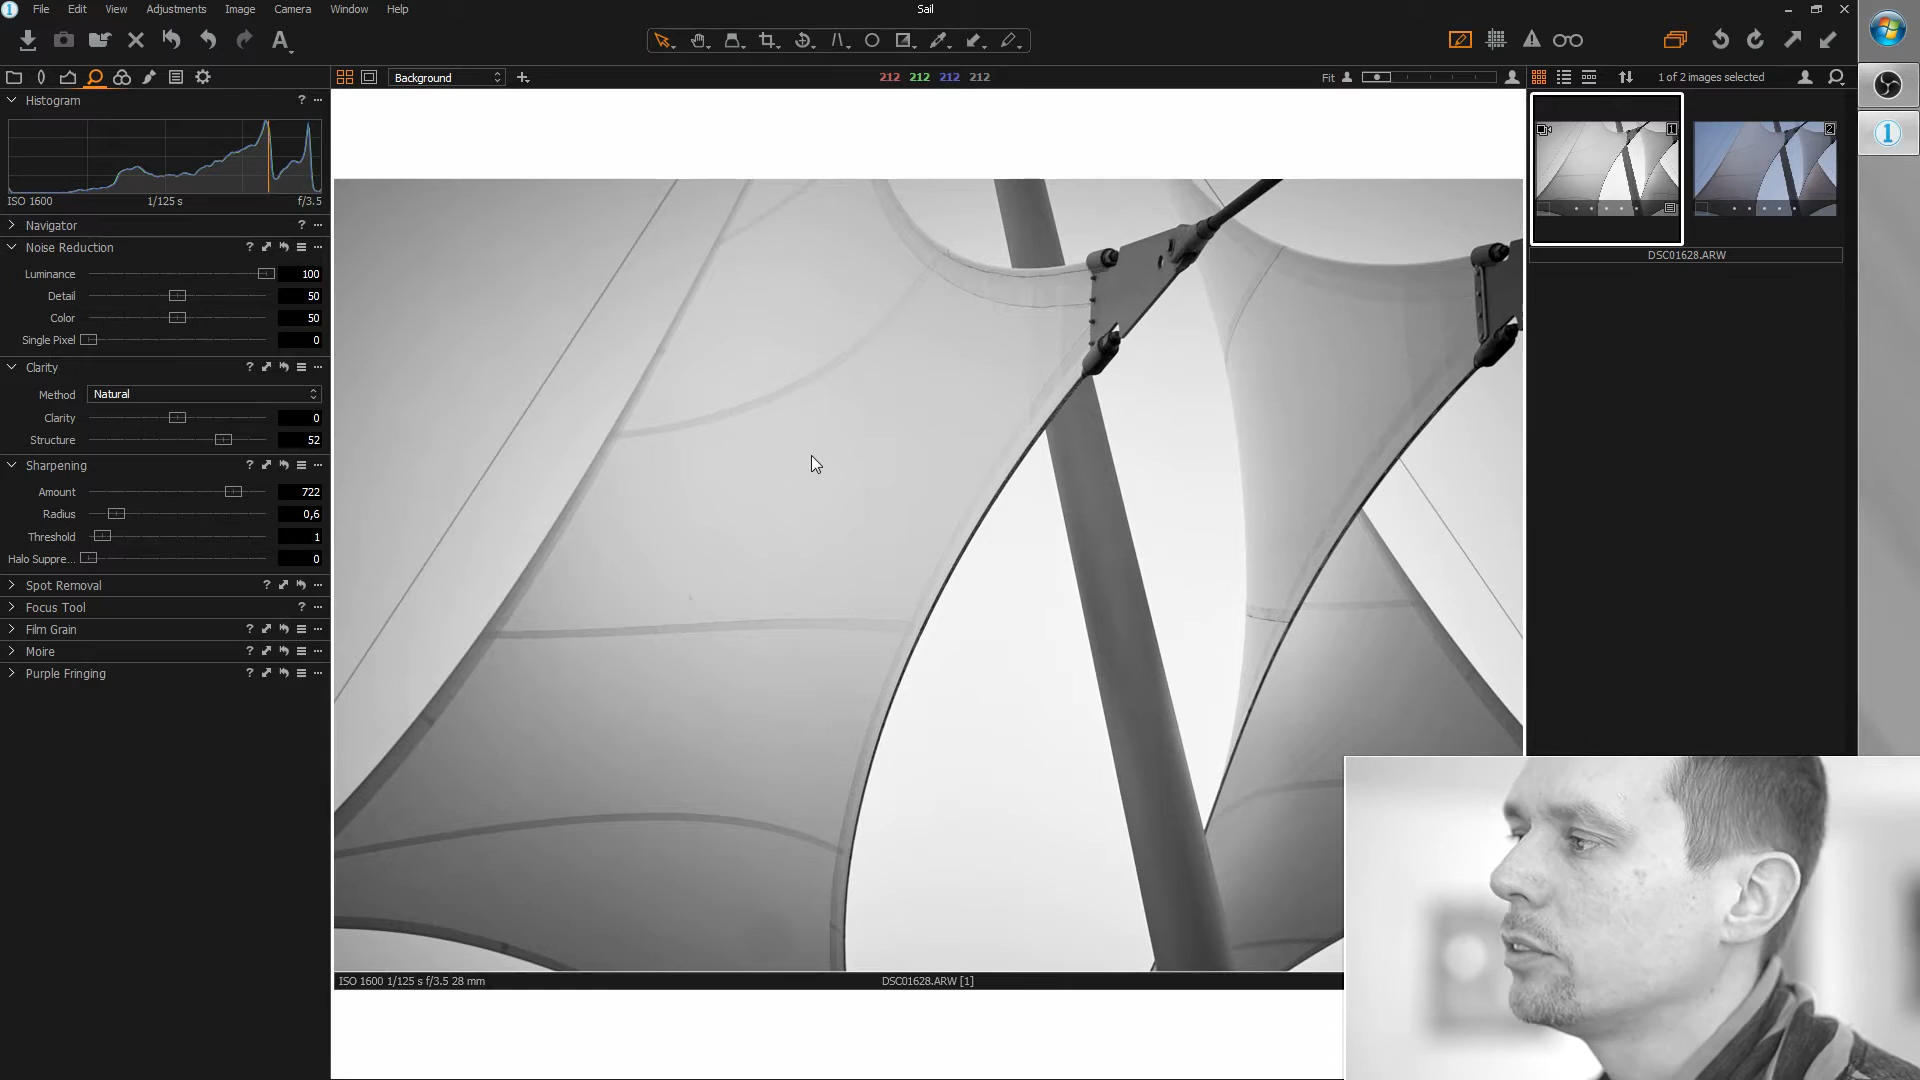 File Edit View Adjustments Image Camera Window Help
Sail
Background
212 212 212 212
Fit
1 of 2 images selected
Histogram
ISO 1600 1/125 s f/3.5
Navigator
Noise Reduction
Luminance 100
Detail 50
Color 50
Single Pixel 0
Clarity
Method Natural
Clarity 0
Structure 52
Sharpening
Amount 722
Radius 0,6
Threshold 1
Halo Suppre... 0
Spot Removal
Focus Tool
Film Grain
Moire
Purple Fringing
1
2
DSC01628.ARW
ISO 1600 1/125 s f/3.5 28 mm
DSC01628.ARW [1]